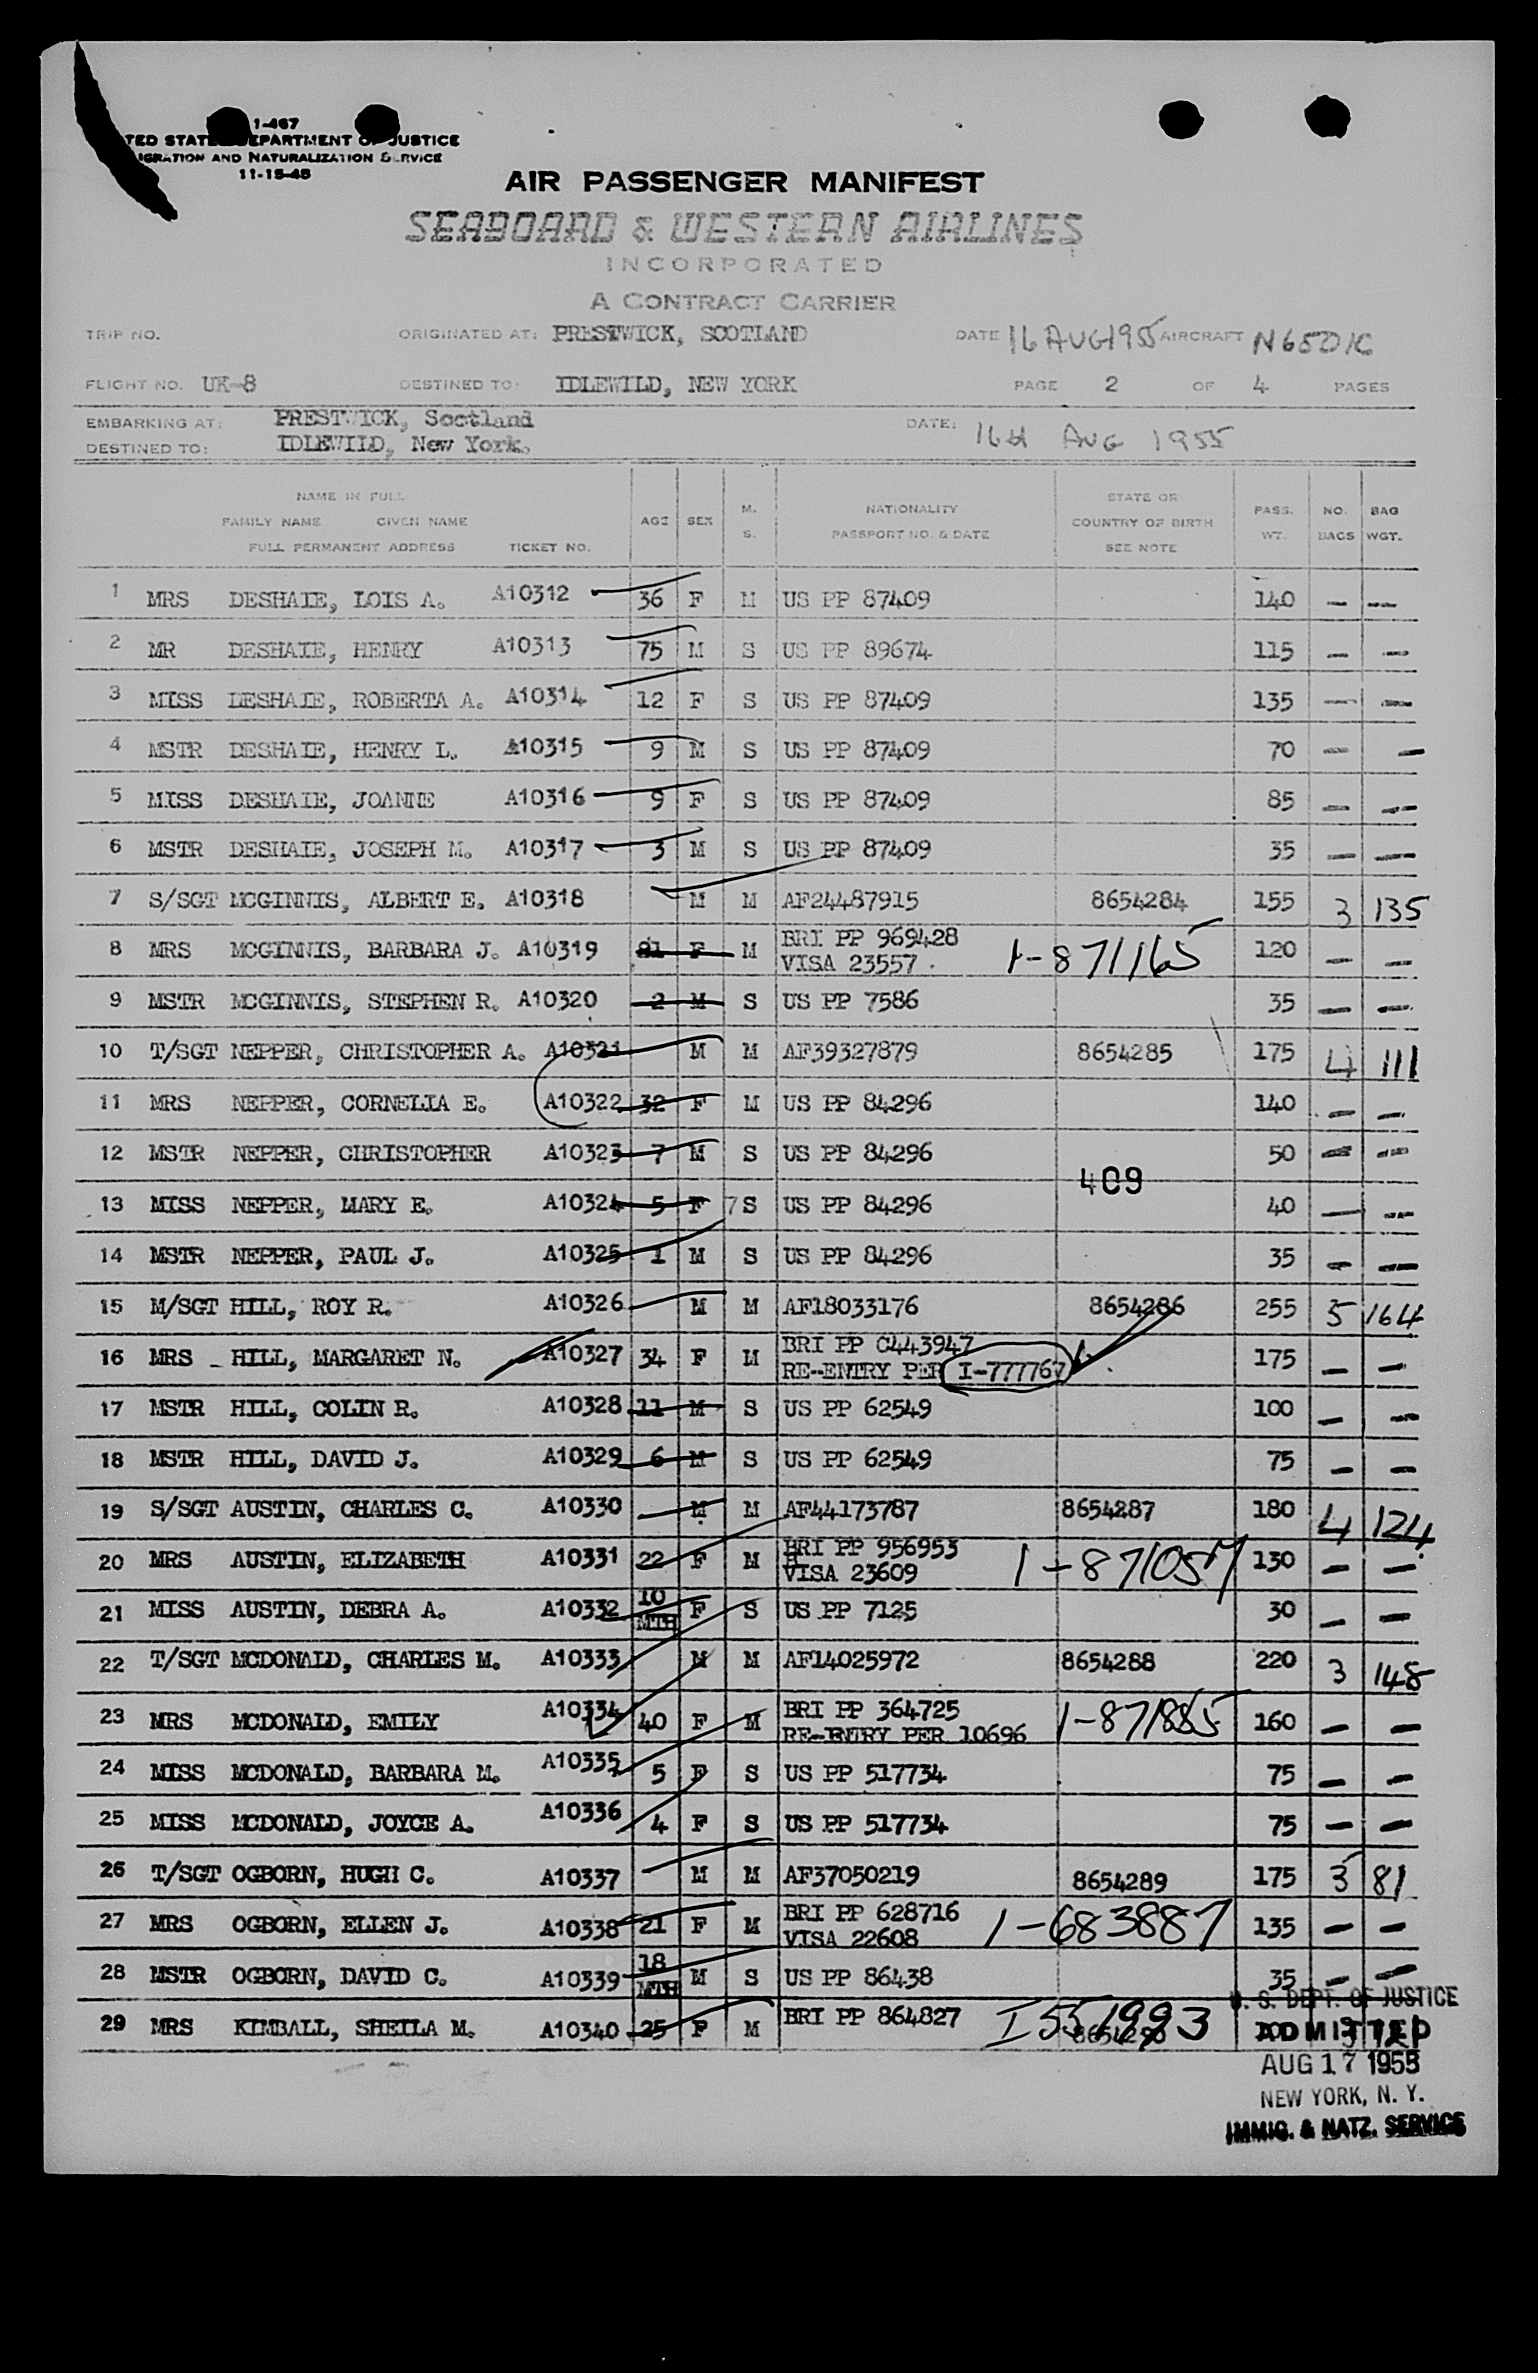 1-467
TED STATE DEPARTMENT OF JUSTICE
IGRATION AND NATURALIZATION SERVICE
11-15-45
AIR PASSENGER MANIFEST
SEABOARD & WESTERN AIRLINES
INCORPORATED
A CONTRACT CARRIER
TRIP NO. ORIGINATED AT: PRESTWICK, SCOTLAND DATE 16 AUG 1955 AIRCRAFT
FLIGHT NO. UK-8 DESTINED TO: IDLEWILD, NEW YORK PAGE 2 OF 4 PAGES
EMBARKING AT: PRESTWICK, Scotland DATE: 16th AUG 1955
DESTINED TO: IDLEWILD, New York.
NAME IN FULL STATE OR
FAMILY NAME GIVEN NAME AGE SEX M. S. NATIONALITY COUNTRY OF BIRTH PASS. WT. NO. BAGS BAG WGT.
FULL PERMANENT ADDRESS TICKET NO. PASSPORT NO. & DATE SEE NOTE
1 MRS DESHAIE, LOIS A. A10312 36 F M US PP 87409 140 — —
2 MR DESHAIE, HENRY A10313 75 M S US PP 89674 115 — —
3 MISS DESHAIE, ROBERTA A. A10314 12 F S US PP 87409 135 — —
4 MSTR DESHAIE, HENRY L. A10315 9 M S US PP 87409 70 — —
5 MISS DESHAIE, JOANNE A10316 9 F S US PP 87409 85 — —
6 MSTR DESHAIE, JOSEPH M. A10317 3 M S US PP 87409 35 — —
7 S/SGT MCGINNIS, ALBERT E. A10318 M M AF24487915 8654284 155 3 135
8 MRS MCGINNIS, BARBARA J. A10319 21 F M BRI PP 969428 1-871165 120 — —
VISA 23557
9 MSTR MCGINNIS, STEPHEN R. A10320 2 M S US PP 7586 35 — —
10 T/SGT NEPPER, CHRISTOPHER A. A10321 M M AF39327879 8654285 175 4 111
11 MRS NEPPER, CORNELIA E. A10322 32 F M US PP 84296 140 — —
12 MSTR NEPPER, CHRISTOPHER A10323 7 M S US PP 84296 50 — —
409
13 MISS NEPPER, MARY E. A10324 5 F 7 S US PP 84296 40 — —
14 MSTR NEPPER, PAUL J. A10325 1 M S US PP 84296 35 — —
15 M/SGT HILL, ROY R. A10326 M M AF18033176 8654286 255 5 164
16 MRS HILL, MARGARET N. A10327 34 F M BRI PP C443947 175 — —
RE-ENTRY PER I-777767
17 MSTR HILL, COLIN R. A10328 11 M S US PP 62549 100 — —
18 MSTR HILL, DAVID J. A10329 6 M S US PP 62549 75 — —
19 S/SGT AUSTIN, CHARLES C. A10330 M M AF44173787 8654287 180 4 124
20 MRS AUSTIN, ELIZABETH A10331 22 F M BRI PP 956953 1-871057 130 — —
VISA 23609
21 MISS AUSTIN, DEBRA A. A10332 10 MTH F S US PP 7125 30 — —
22 T/SGT MCDONALD, CHARLES M. A10333 M M AF14025972 8654288 220 3 148
23 MRS MCDONALD, EMILY A10334 40 F M BRI PP 364725 1-871885 160 — —
RE-ENTRY PER 10696
24 MISS MCDONALD, BARBARA M. A10335 5 F S US PP 517734 75 — —
25 MISS MCDONALD, JOYCE A. A10336 4 F S US PP 517734 75 — —
26 T/SGT OGBORN, HUGH C. A10337 M M AF37050219 8654289 175 3 81
27 MRS OGBORN, ELLEN J. A10338 21 F M BRI PP 628716 1-683887 135 — —
VISA 22608
28 MSTR OGBORN, DAVID C. A10339 18 MTH M S US PP 86438 35 — —
29 MRS KIMBALL, SHEILA M. A10340 25 F M BRI PP 864827 I551993 8654290
U. S. DEPT. OF JUSTICE
ADMITTED
AUG 17 1955
NEW YORK, N. Y.
IMMIG. & NATZ. SERVICE